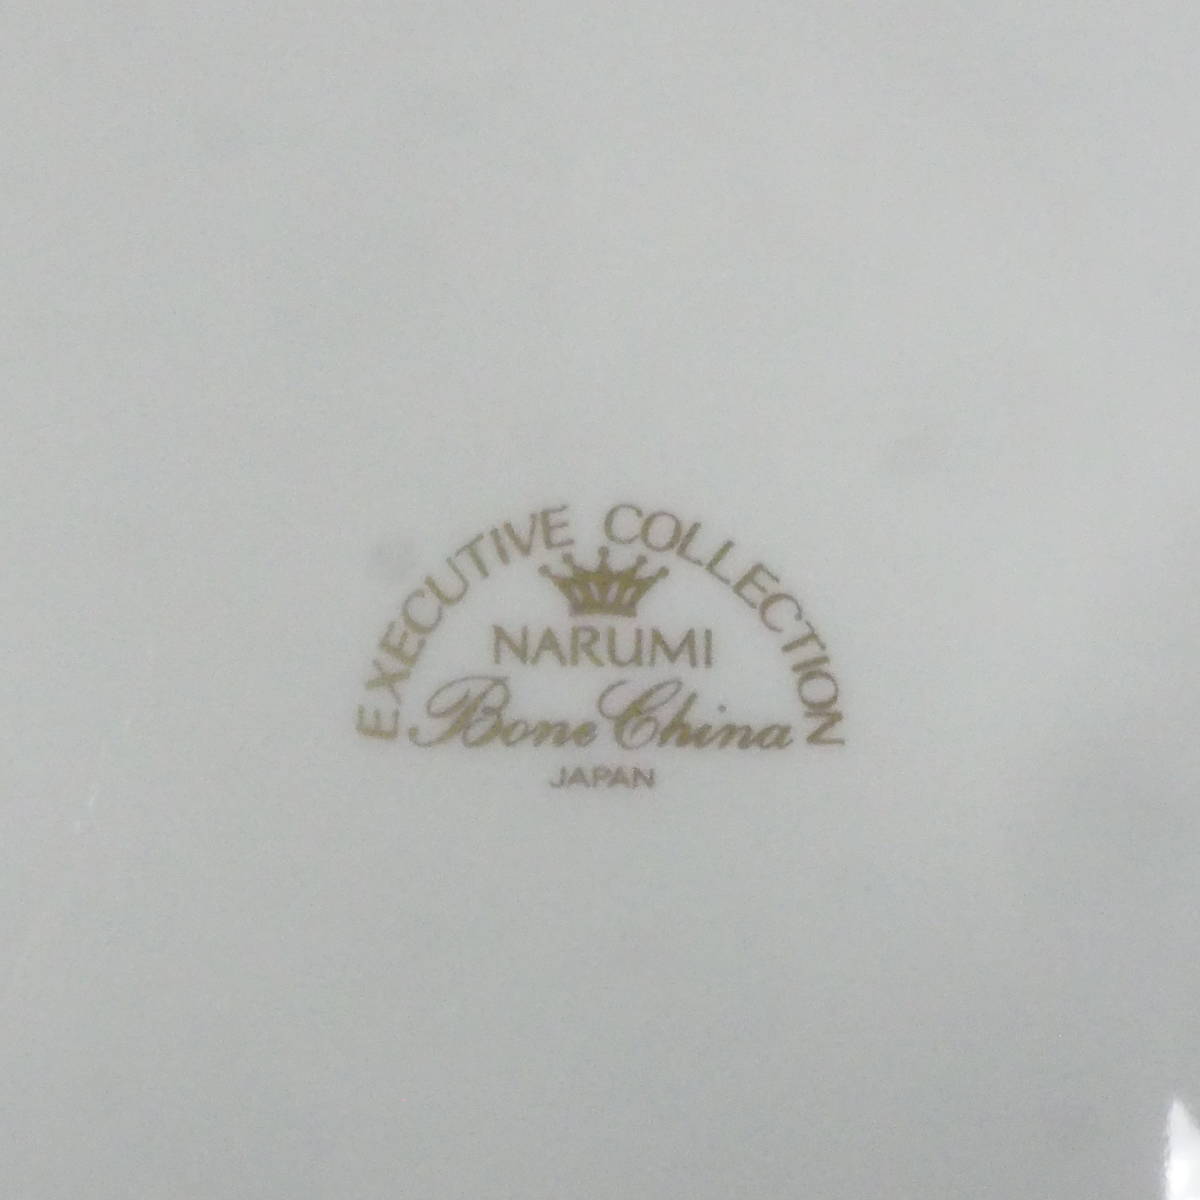 EXECUTIVE COLLECTION
NARUMI
Bone China
JAPAN